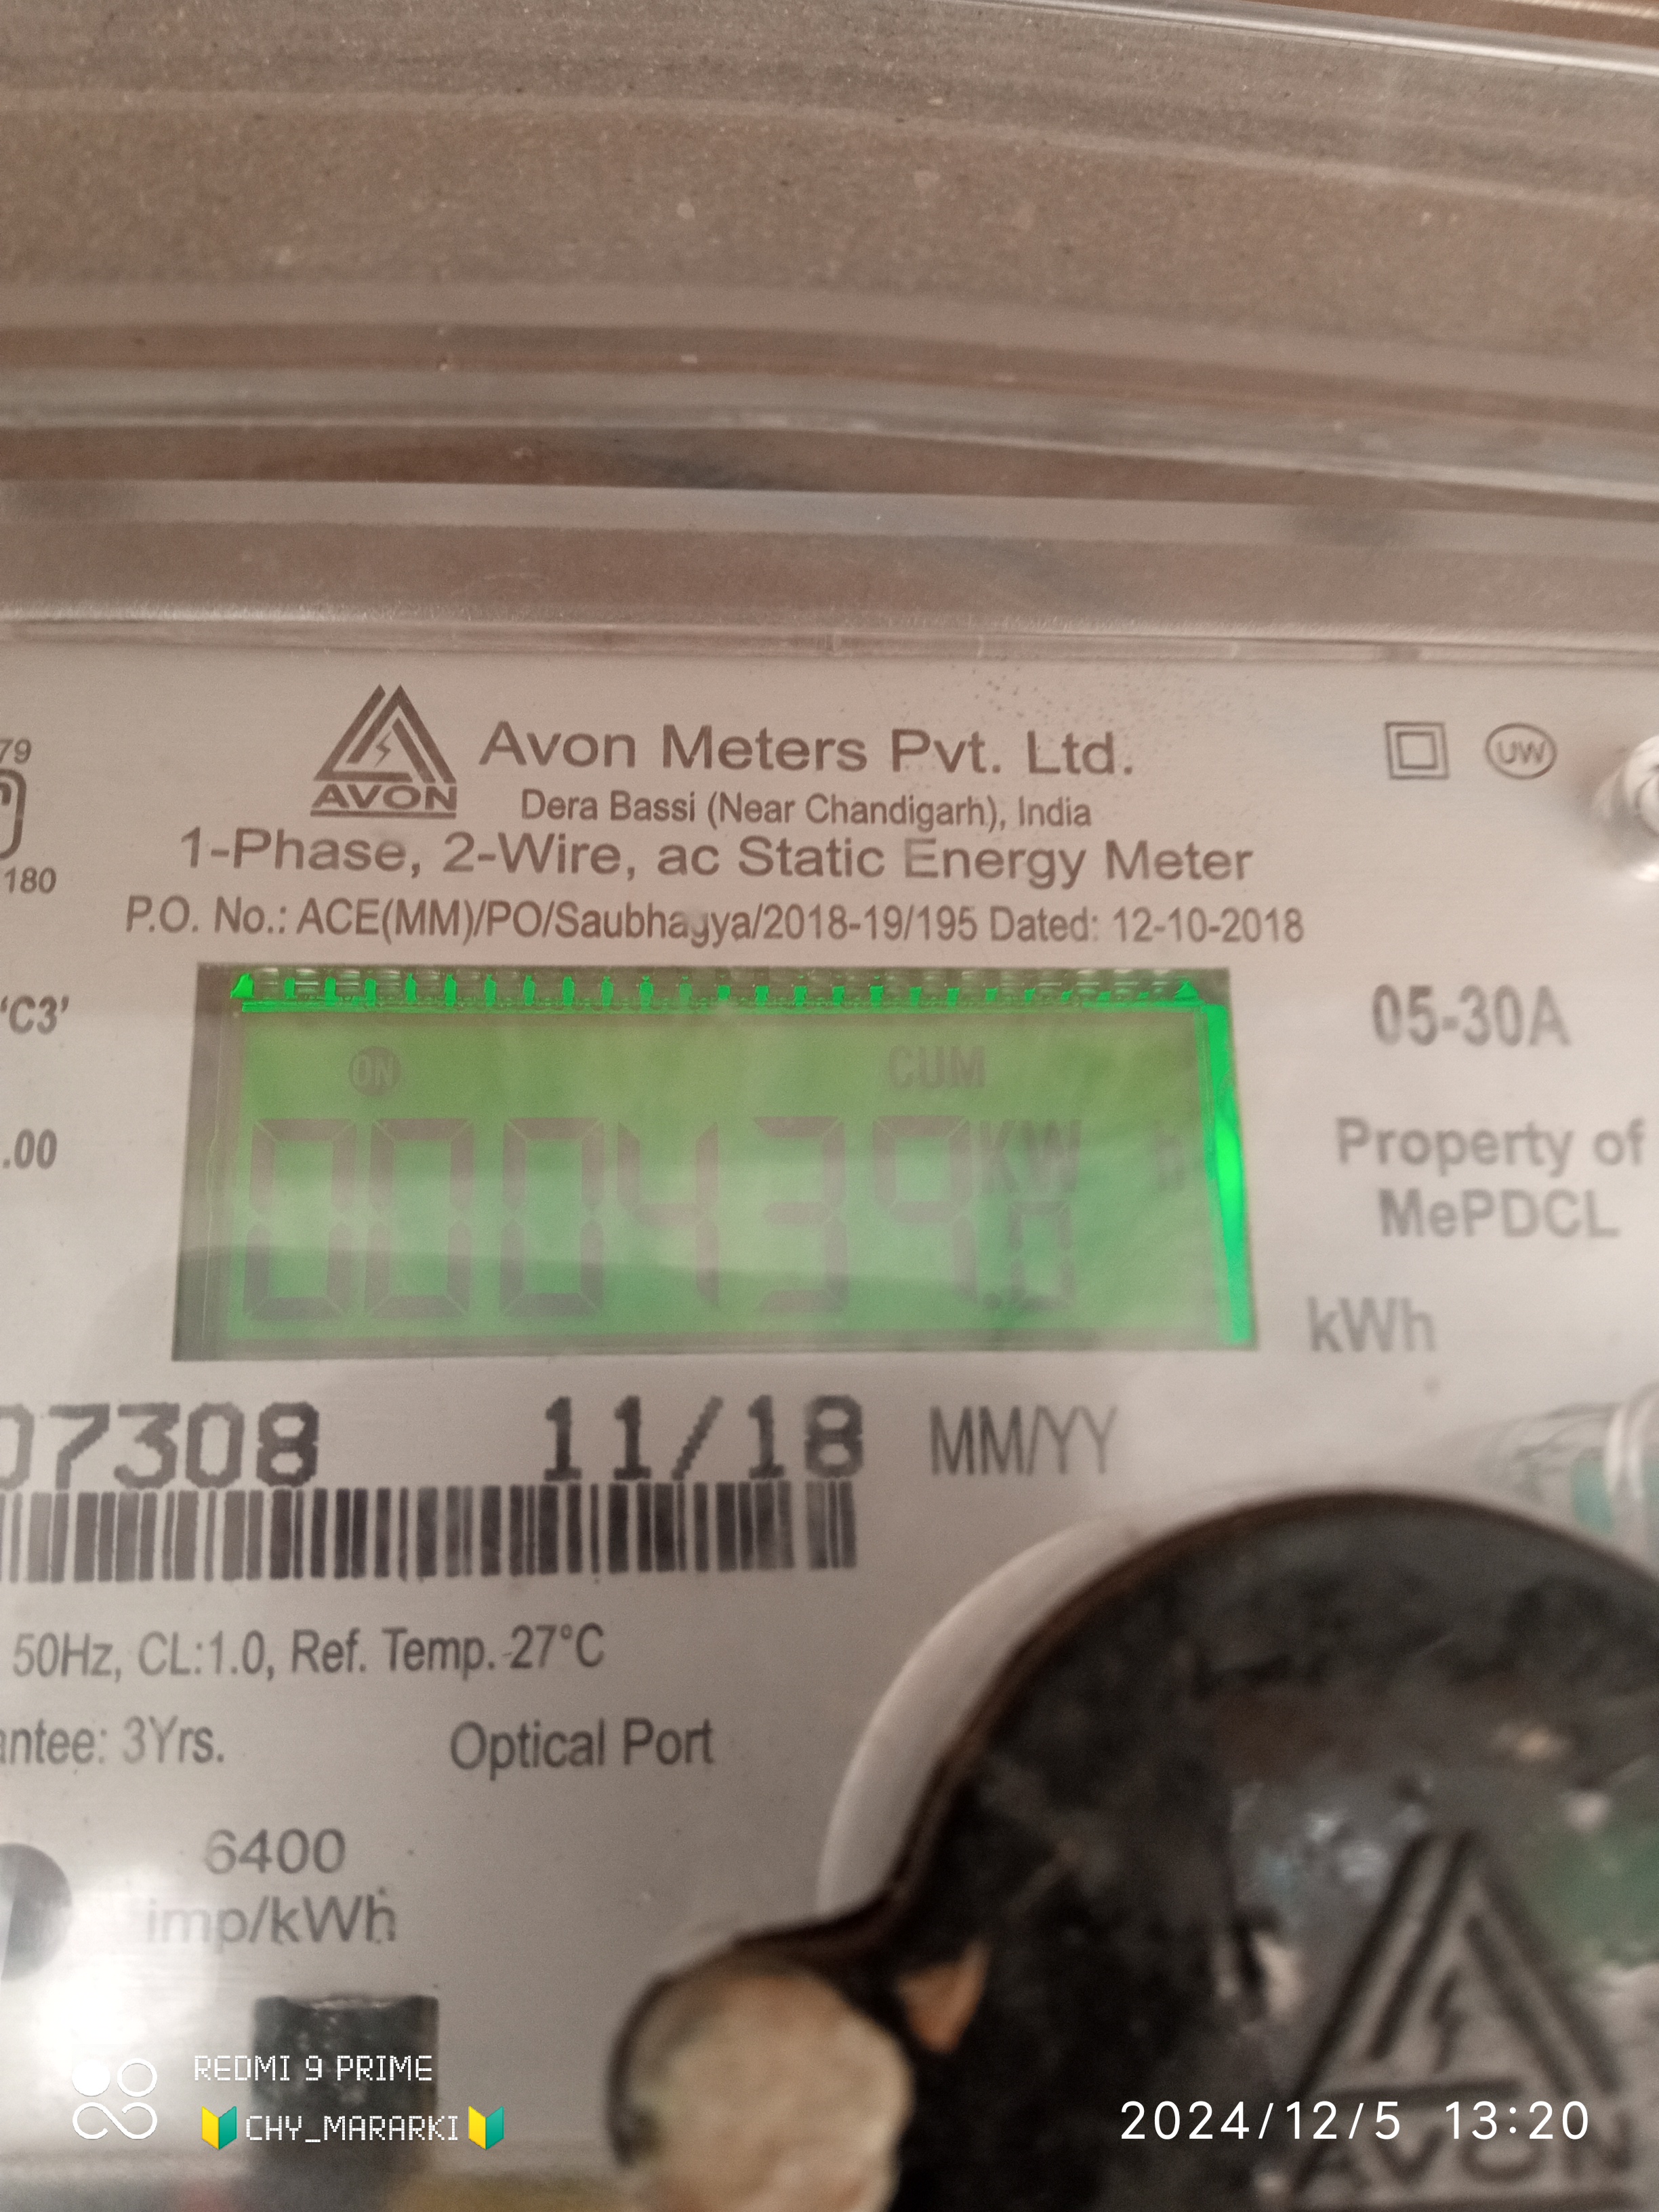 79
180
AVON
Avon Meters Pvt. Ltd.
Dera Bassi (Near Chandigarh), India
UW
1-Phase, 2-Wire, ac Static Energy Meter
P.O. No.: ACE(MM)/PO/Saubhagya/2018-19/195 Dated: 12-10-2018
'C3'
.00
ON CUM
000439.0 KW h
05-30A
Property of
MePDCL
kWh
07308 11/18 MM/YY
50Hz, CL:1.0, Ref. Temp. 27°C
antee: 3Yrs. Optical Port
6400
imp/kWh
AVON
REDMI 9 PRIME
CHY_MARARKI
2024/12/5 13:20